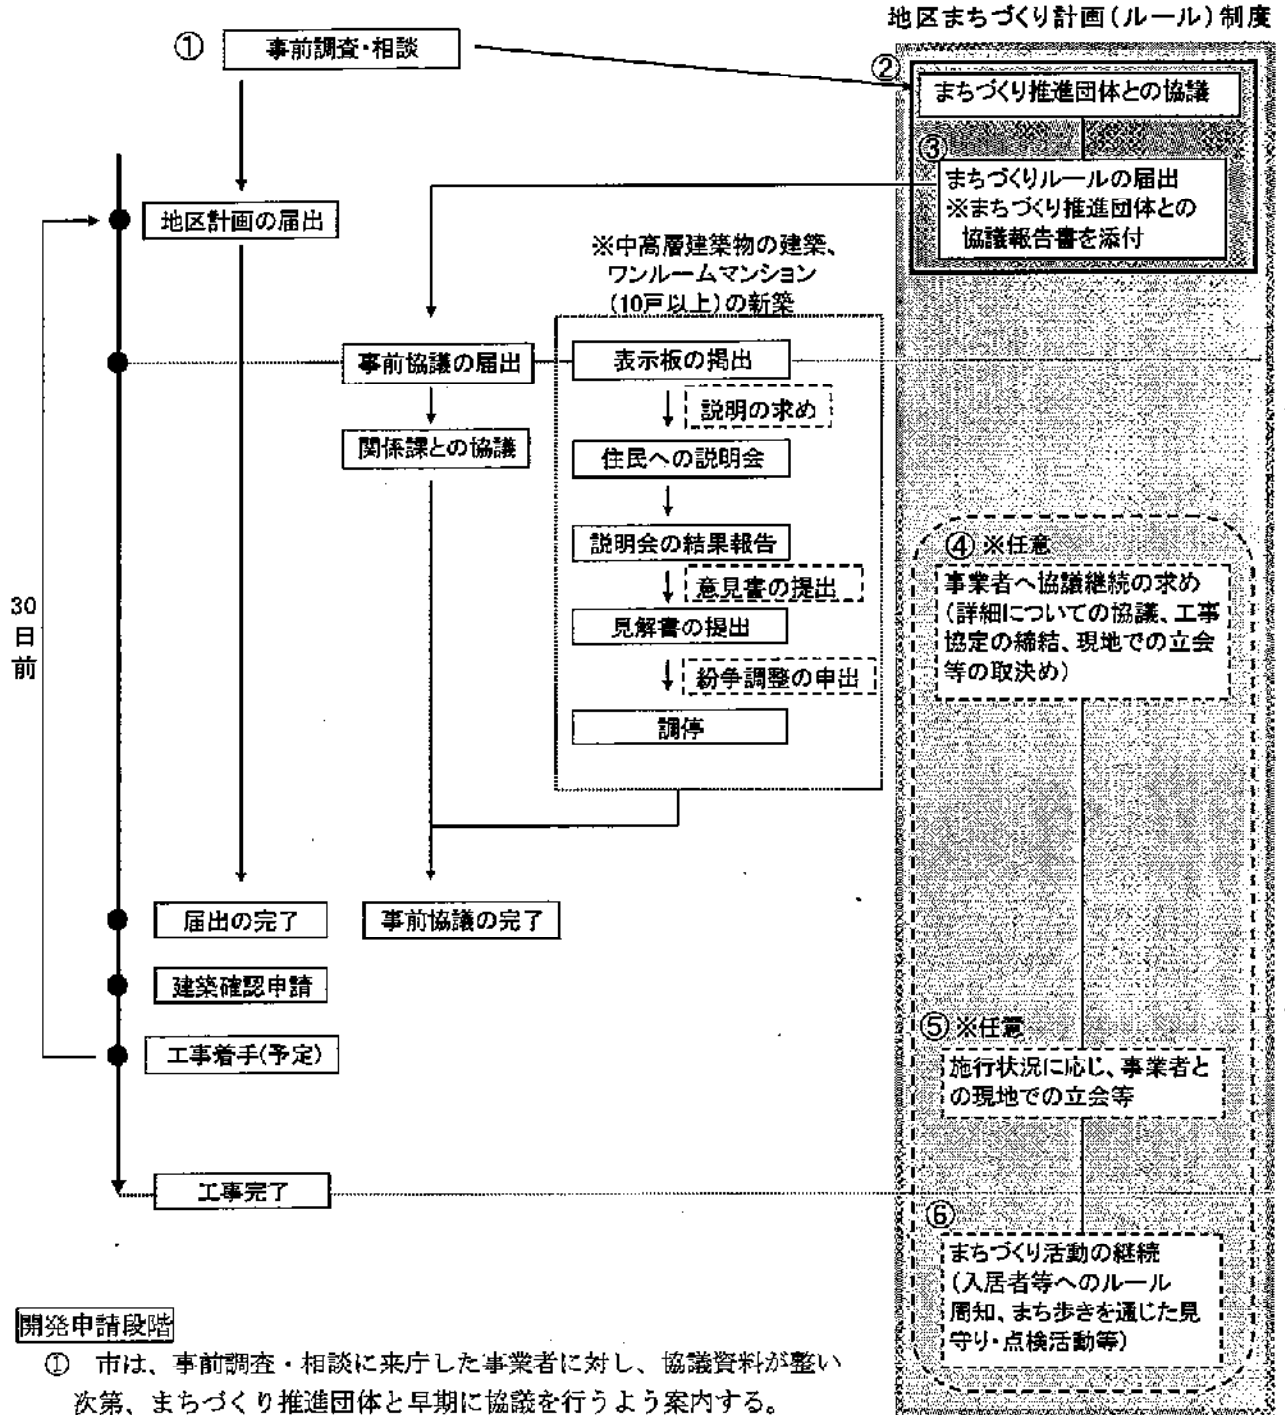 地区まちづくり計画(ルール)制度
① 事前調査・相談
② まちづくり推進団体との協議
③
まちづくりルールの届出
※まちづくり推進団体との
協議報告書を添付
地区計画の届出
※中高層建築物の建築、
ワンルームマンション
(10戸以上)の新築
事前協議の届出
表示板の掲出
説明の求め
関係課との協議
住民への説明会
説明会の結果報告
意見書の提出
見解書の提出
紛争調整の申出
調停
④ ※任意
事業者へ協議継続の求め
(詳細についての協議、工事
協定の締結、現地での立会
等の取決め)
30
日
前
届出の完了
事前協議の完了
建築確認申請
工事着手(予定)
⑤ ※任意
施行状況に応じ、事業者と
の現地での立会等
工事完了
⑥
まちづくり活動の継続
(入居者等へのルール
周知、まち歩きを通じた見
守り・点検活動等)
開発申請段階
① 市は、事前調査・相談に来庁した事業者に対し、協議資料が整い
次第、まちづくり推進団体と早期に協議を行うよう案内する。